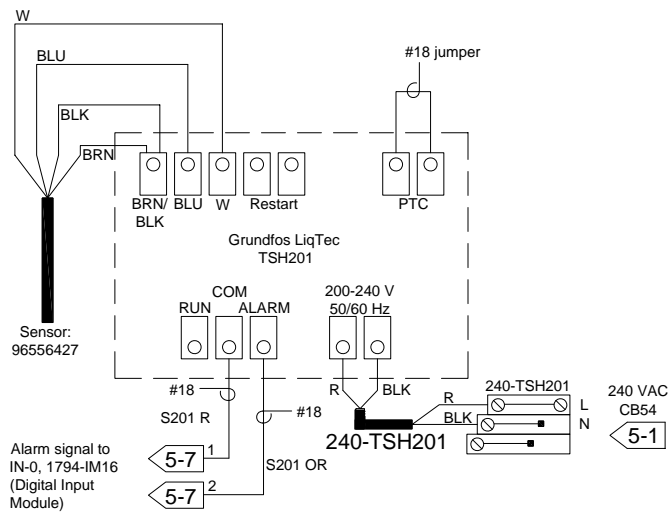 W
BLU
BLK
BRN
#18 jumper
BRN/
BLK
BLU
W
Restart
PTC
Grundfos LiqTec
TSH201
COM
RUN
ALARM
200-240 V
50/60 Hz
Sensor:
96556427
#18
S201 R
#18
S201 OR
R
BLK
240-TSH201
R
BLK
240-TSH201
L
N
240 VAC
CB54
5-1
Alarm signal to
IN-0, 1794-IM16
(Digital Input
Module)
5-7
1
5-7
2